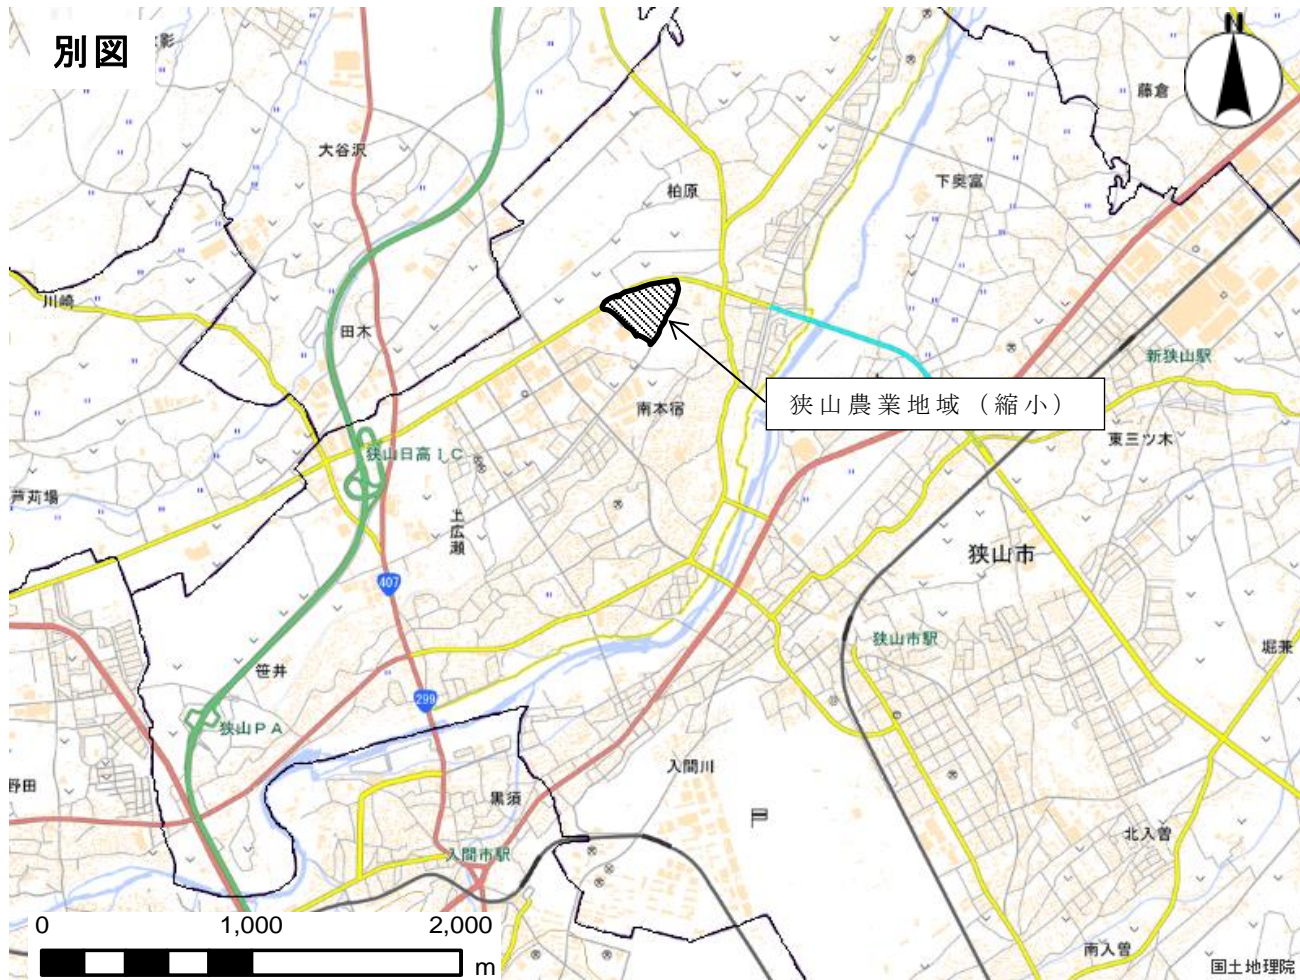 別図
藤倉
大谷沢
柏原
下奥富
川崎
田木
新狭山駅
狭山農業地域（縮小）
南本宿
東三ツ木
狭山日高IC
芦苅場
上広瀬
狭山市
407
狭山市駅
堀兼
笹井
299
狭山PA
入間川
野田
黒須
北入曽
入間市駅
南入曽
0 1,000 2,000
m
国土地理院
N